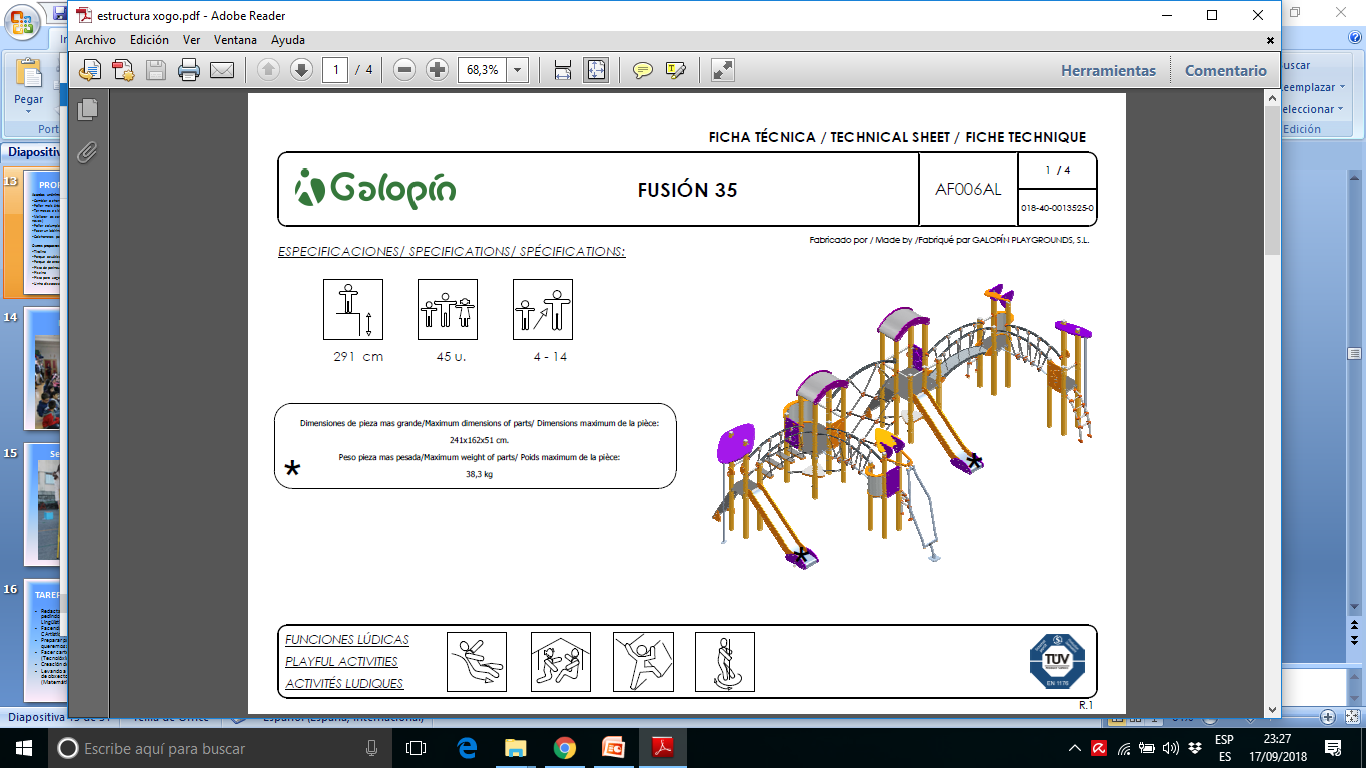 estructura xogo.pdf - Adobe Reader
Archivo Edición Ver Ventana Ayuda
1 / 4 68,3% Herramientas Comentario
Pegar
Edición
FICHA TÉCNICA / TECHNICAL SHEET / FICHE TECHNIQUE
Galopín
FUSIÓN 35
AF006AL
1 / 4
018-40-0013525-0
Fabricado por / Made by /Fabriqué par GALOPÍN PLAYGROUNDS, S.L.
ESPECIFICACIONES/ SPECIFICATIONS/ SPÉCIFICATIONS:
291 cm 45 u. 4 - 14
Dimensiones de pieza mas grande/Maximum dimensions of parts/ Dimensions maximum de la pièce:
241x162x51 cm.
Peso pieza mas pesada/Maximum weight of parts/ Poids maximum de la pièce:
38,3 kg
*
*
*
FUNCIONES LÚDICAS
PLAYFUL ACTIVITIES
ACTIVITÉS LUDIQUES
TÜV
EN 1176
R.1
13
14
15
16
Escribe aquí para buscar
ESP
ES
23:27
17/09/2018